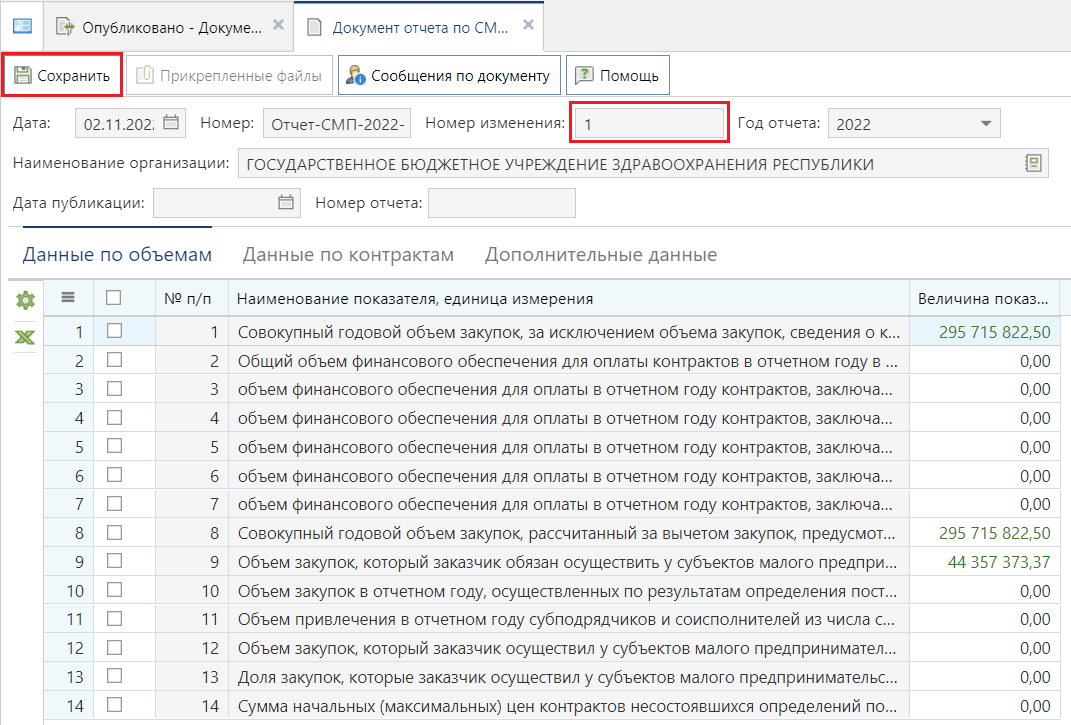 Опубликовано - Докуме...
Документ отчета по СМ...
Сохранить
Прикрепленные файлы
Сообщения по документу
Помощь
Дата: 02.11.202 Номер: Отчет-СМП-2022- Номер изменения: 1 Год отчета: 2022
Наименование организации: ГОСУДАРСТВЕННОЕ БЮДЖЕТНОЕ УЧРЕЖДЕНИЕ ЗДРАВООХРАНЕНИЯ РЕСПУБЛИКИ
Дата публикации: Номер отчета:
Данные по объемам Данные по контрактам Дополнительные данные
№ п/п Наименование показателя, единица измерения Величина показ...
1 1 Совокупный годовой объем закупок, за исключением объема закупок, сведения о к... 295 715 822,50
2 2 Общий объем финансового обеспечения для оплаты контрактов в отчетном году в ... 0,00
3 3 объем финансового обеспечения для оплаты в отчетном году контрактов, заключа... 0,00
4 4 объем финансового обеспечения для оплаты в отчетном году контрактов, заключа... 0,00
5 5 объем финансового обеспечения для оплаты в отчетном году контрактов, заключа... 0,00
6 6 объем финансового обеспечения для оплаты в отчетном году контрактов, заключа... 0,00
7 7 объем финансового обеспечения для оплаты в отчетном году контрактов, заключа... 0,00
8 8 Совокупный годовой объем закупок, рассчитанный за вычетом закупок, предусмот... 295 715 822,50
9 9 Объем закупок, который заказчик обязан осуществить у субъектов малого предпри... 44 357 373,37
10 10 Объем закупок в отчетном году, осуществленных по результатам определения пост... 0,00
11 11 Объем привлечения в отчетном году субподрядчиков и соисполнителей из числа с... 0,00
12 12 Объем закупок, который заказчик осуществил у субъектов малого предпринимател... 0,00
13 13 Доля закупок, которые заказчик осуществил у субъектов малого предпринимательс... 0,00
14 14 Сумма начальных (максимальных) цен контрактов несостоявшихся определений по... 0,00